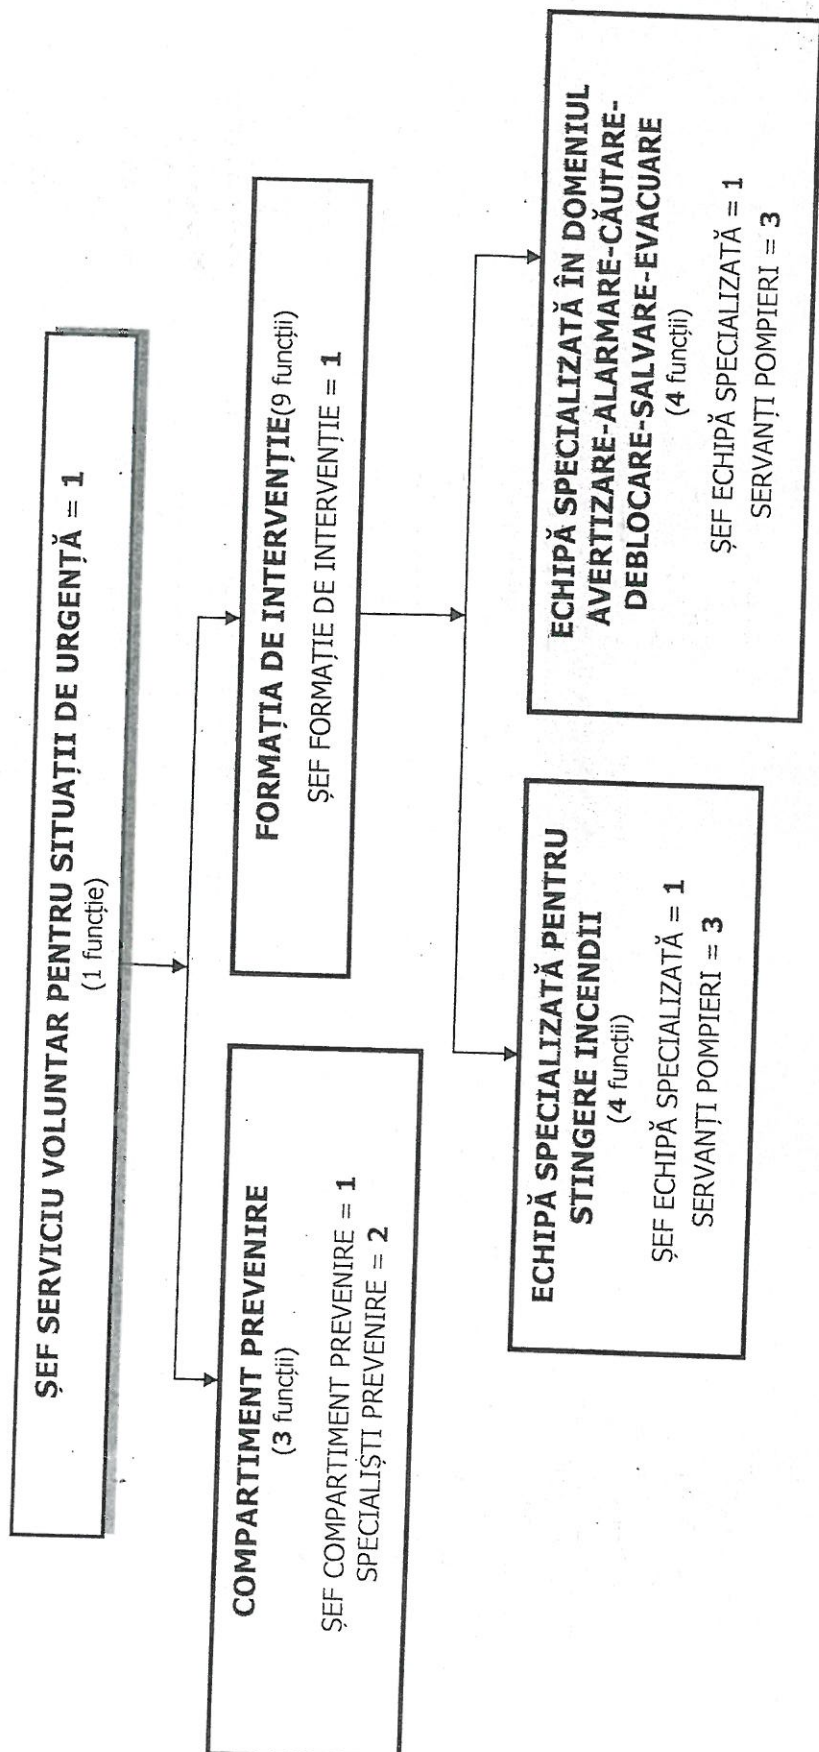 ȘEF SERVICIU VOLUNTAR PENTRU SITUAȚII DE URGENȚĂ = 1
(1 funcție)
COMPARTIMENT PREVENIRE
(3 funcții)
ȘEF COMPARTIMENT PREVENIRE = 1
SPECIALIȘTI PREVENIRE = 2
FORMAȚIA DE INTERVENȚIE(9 funcții)
ȘEF FORMAȚIE DE INTERVENȚIE = 1
ECHIPĂ SPECIALIZATĂ PENTRU
STINGERE INCENDII
(4 funcții)
ȘEF ECHIPĂ SPECIALIZATĂ = 1
SERVANȚI POMPIERI = 3
ECHIPĂ SPECIALIZATĂ ÎN DOMENIUL
AVERTIZARE-ALARMARE-CĂUTARE-
DEBLOCARE-SALVARE-EVACUARE
(4 funcții)
ȘEF ECHIPĂ SPECIALIZATĂ = 1
SERVANȚI POMPIERI = 3